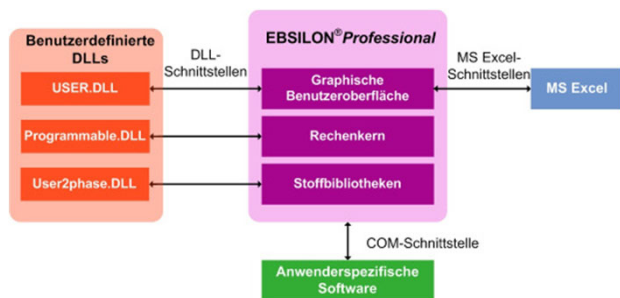 Benutzerdefinierte
DLLs
USER.DLL
Programmable.DLL
User2phase.DLL
DLL-
Schnittstellen
EBSILON®Professional
Graphische
Benutzeroberfläche
Rechenkern
Stoffbibliotheken
MS Excel-
Schnittstellen
MS Excel
COM-Schnittstelle
Anwenderspezifische
Software